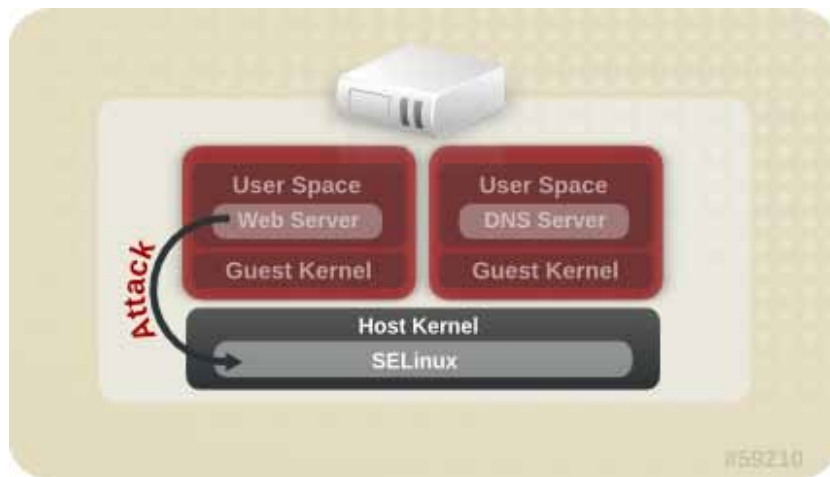 User Space
Web Server
Guest Kernel
User Space
DNS Server
Guest Kernel
Attack
Host Kernel
SELinux
#59210